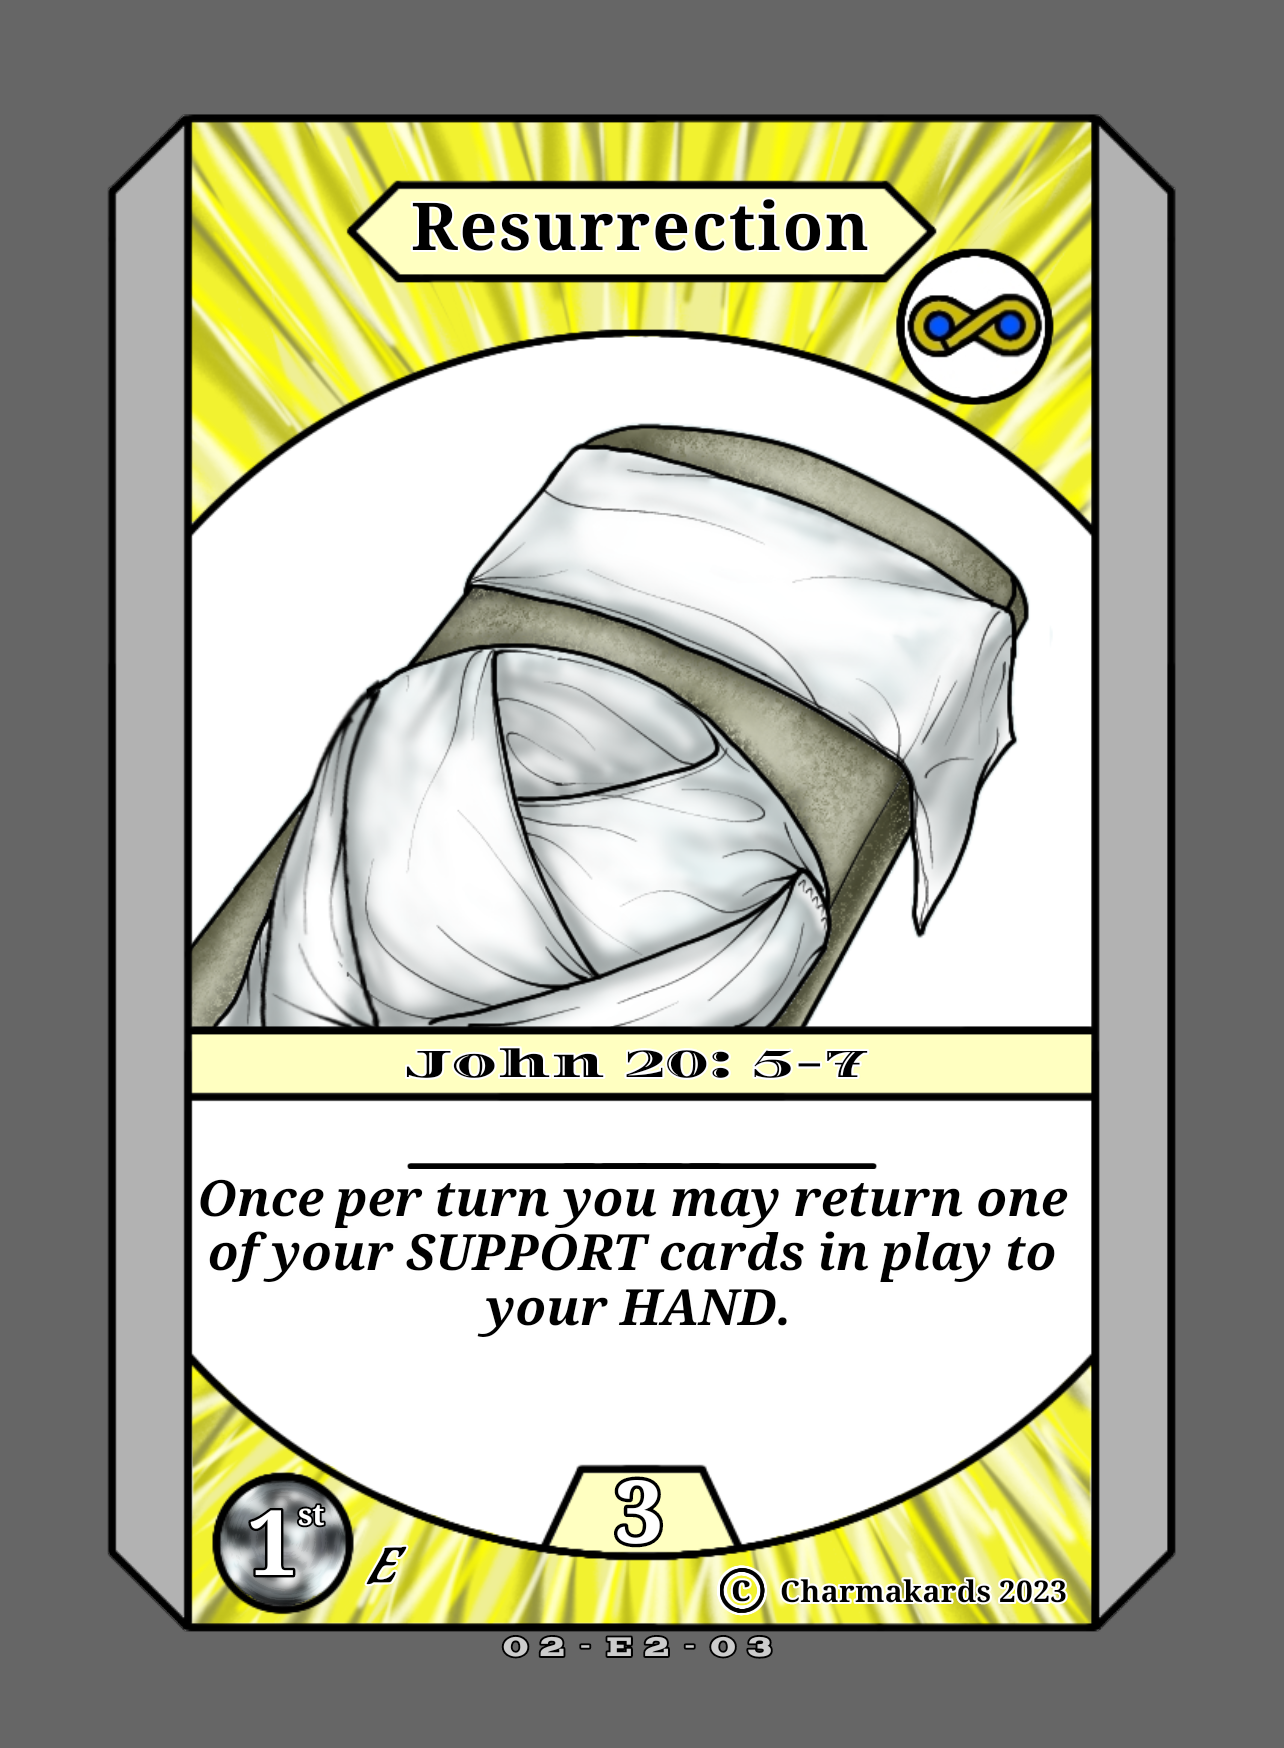 Resurrection
John 20: 5-7
Once per turn you may return one
of your SUPPORT cards in play to
your HAND.
3
1st
E
© Charmakards 2023
02-E2-03